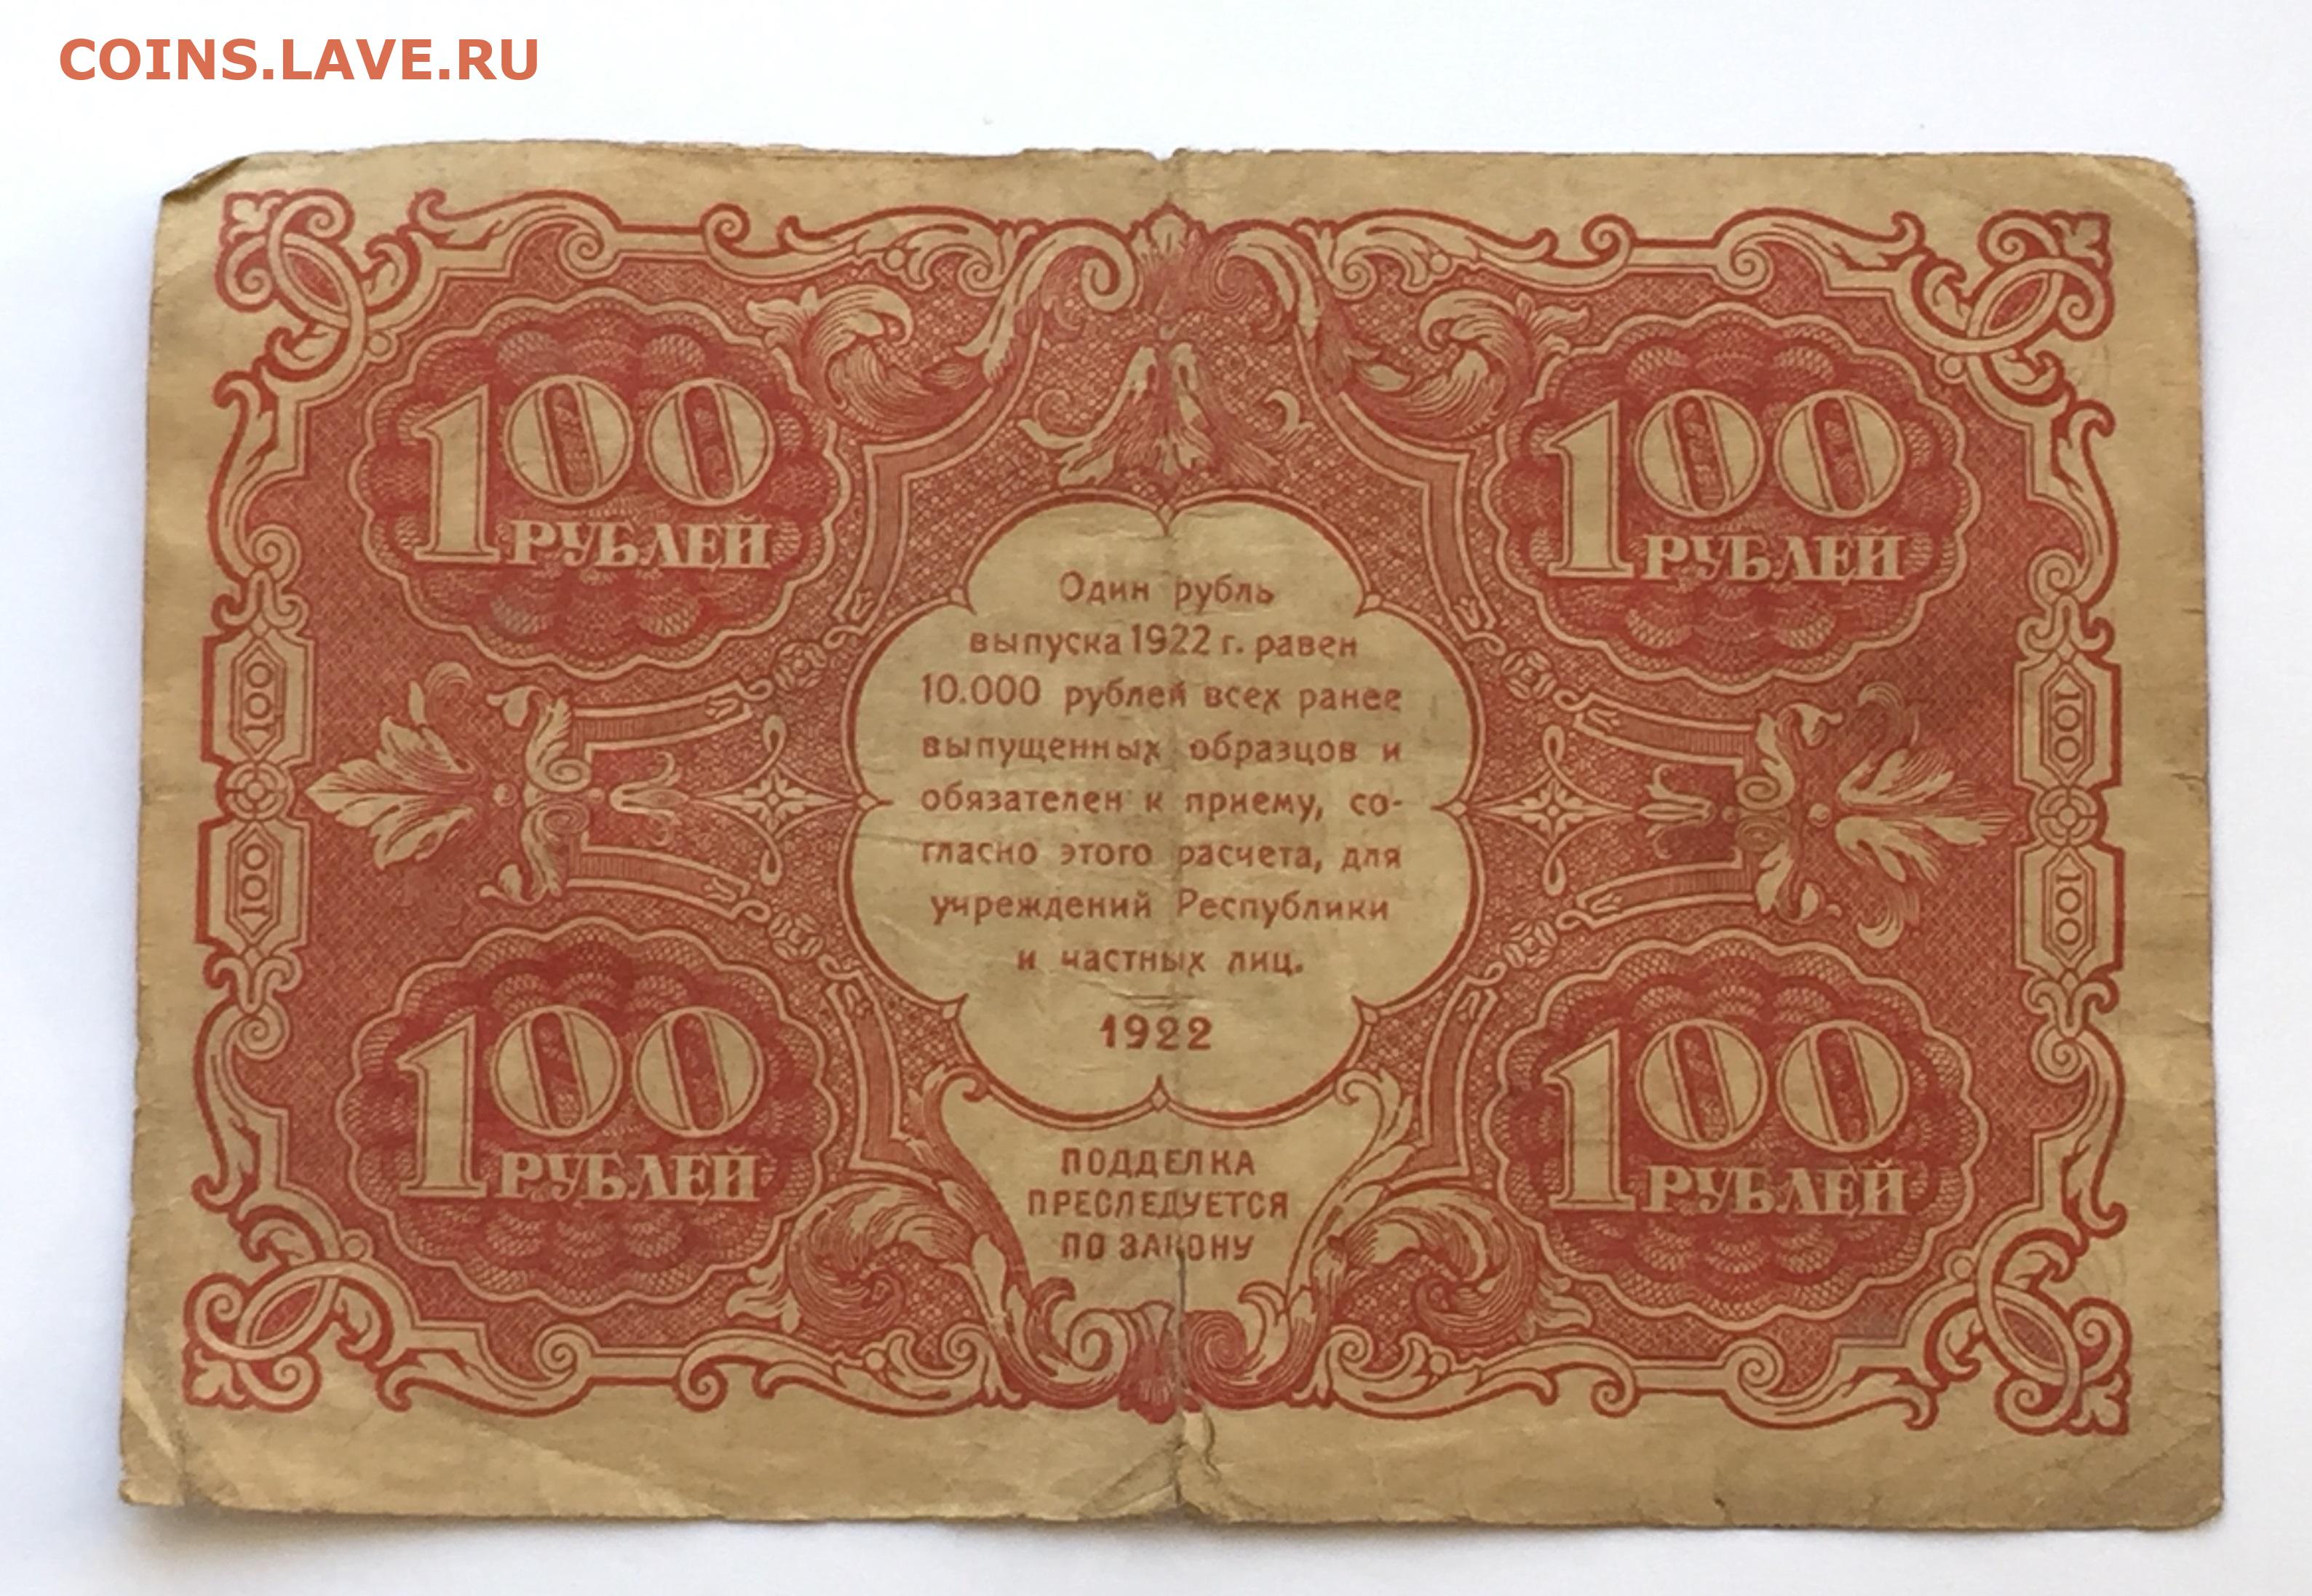 COINS.LAVE.RU
100
РУБЛЕЙ
100
РУБЛЕЙ
Один рубль
выпуска 1922 г. равен
10.000 рублей всех ранее
выпущенных образцов и
обязателен к приему, со-
гласно этого расчета, для
учреждений Республики
и частных лиц.
1922
100
100
100
100
100
РУБЛЕЙ
100
РУБЛЕЙ
ПОДДЕЛКА
ПРЕСЛЕДУЕТСЯ
ПО ЗАКОНУ